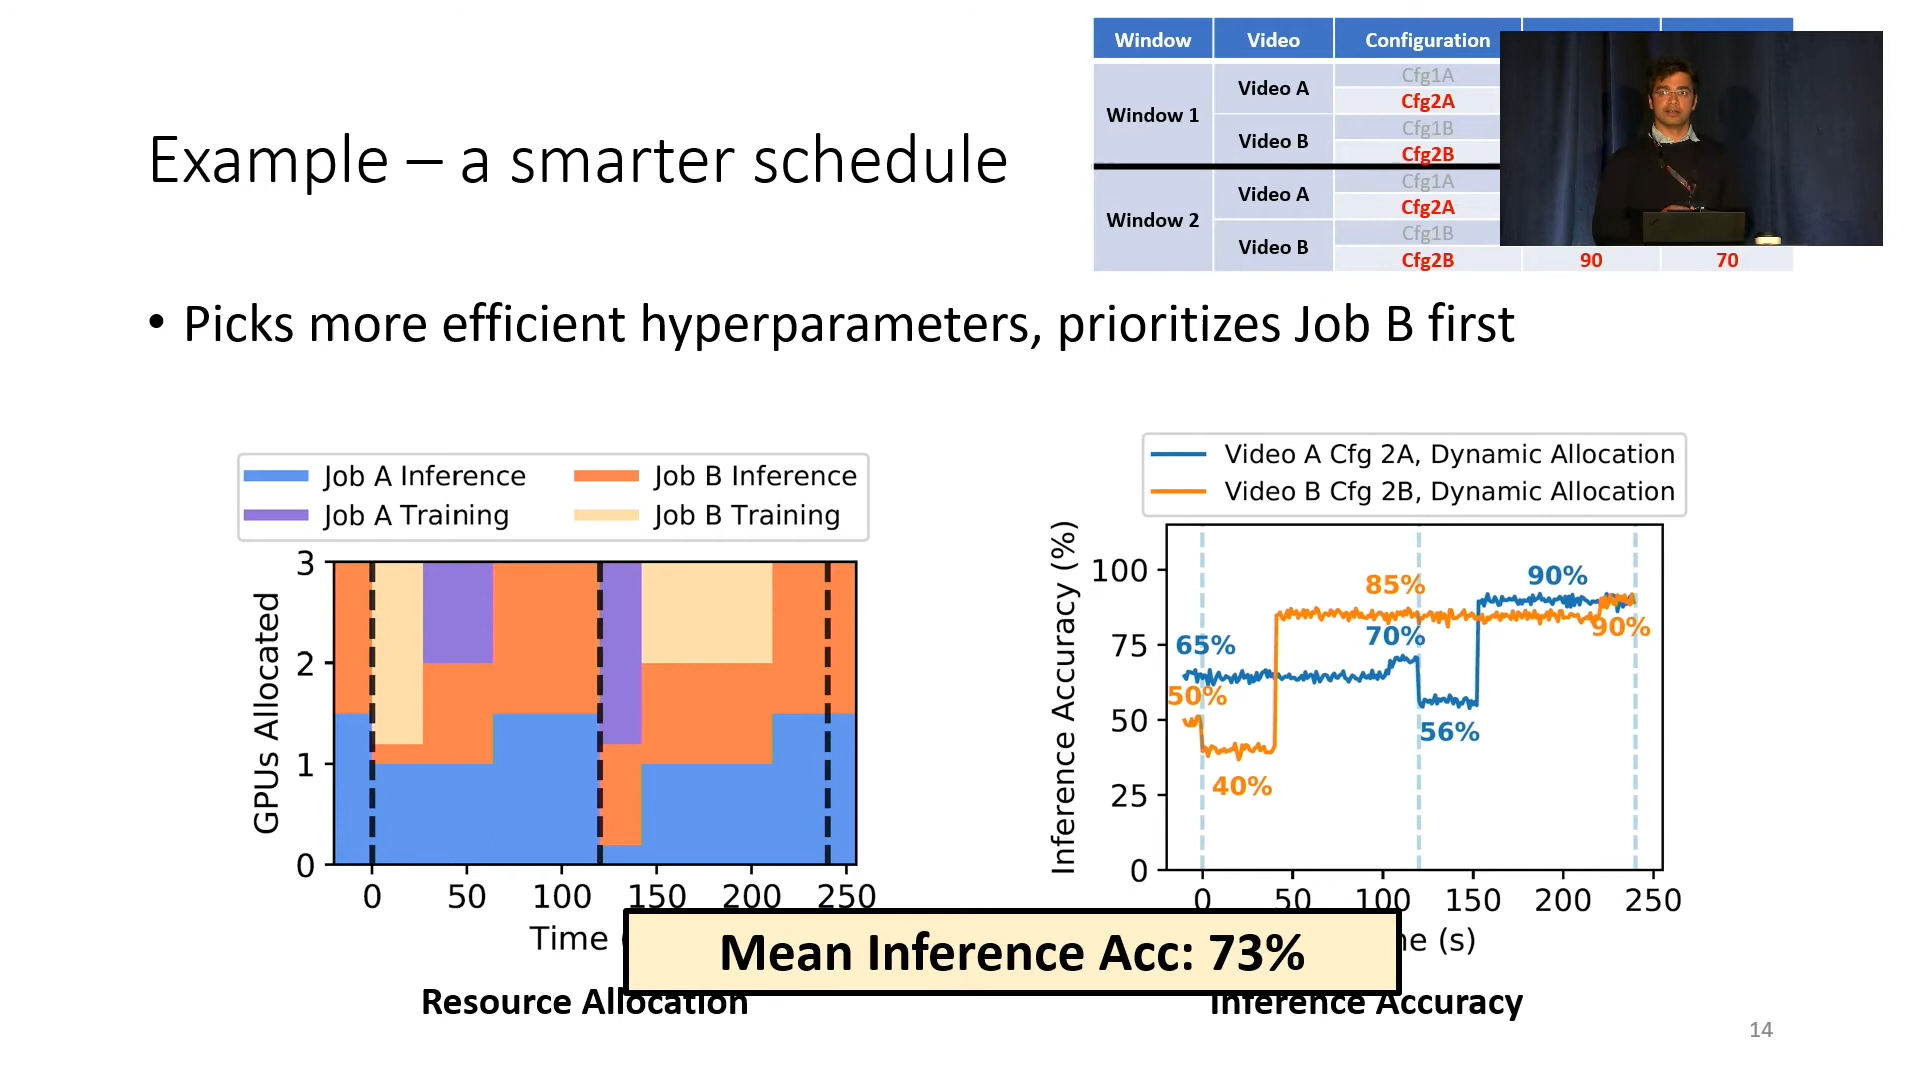 Window Video Configuration
Window 1
Video A
Cfg1A
Cfg2A
Video B
Cfg1B
Cfg2B
Window 2
Video A
Cfg1A
Cfg2A
Video B
Cfg1B
Cfg2B 90 70
Example – a smarter schedule
• Picks more efficient hyperparameters, prioritizes Job B first
Job A Inference Job B Inference
Job A Training Job B Training
GPUs Allocated
3
2
1
0
0 50 100 150 200 250
Time
Resource Allocation
Video A Cfg 2A, Dynamic Allocation
Video B Cfg 2B, Dynamic Allocation
Inference Accuracy (%)
100
75
50
25
0
90%
85%
90%
70%
65%
50%
56%
40%
0 50 100 150 200 250
(s)
Inference Accuracy
Mean Inference Acc: 73%
14